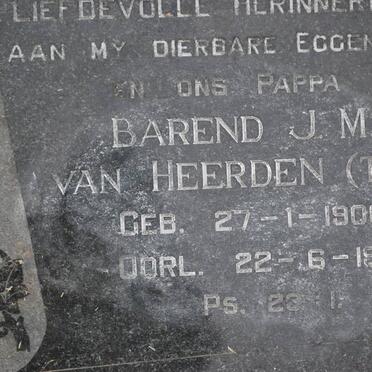 LIEFDEVOLLE HERINNER
AAN MY DIERBARE EGGEN
EN ONS PAPPA
BAREND J. M.
VAN HEERDEN (T
GEB. 27-1-190
OORL. 22-6-19
PS. 23-1